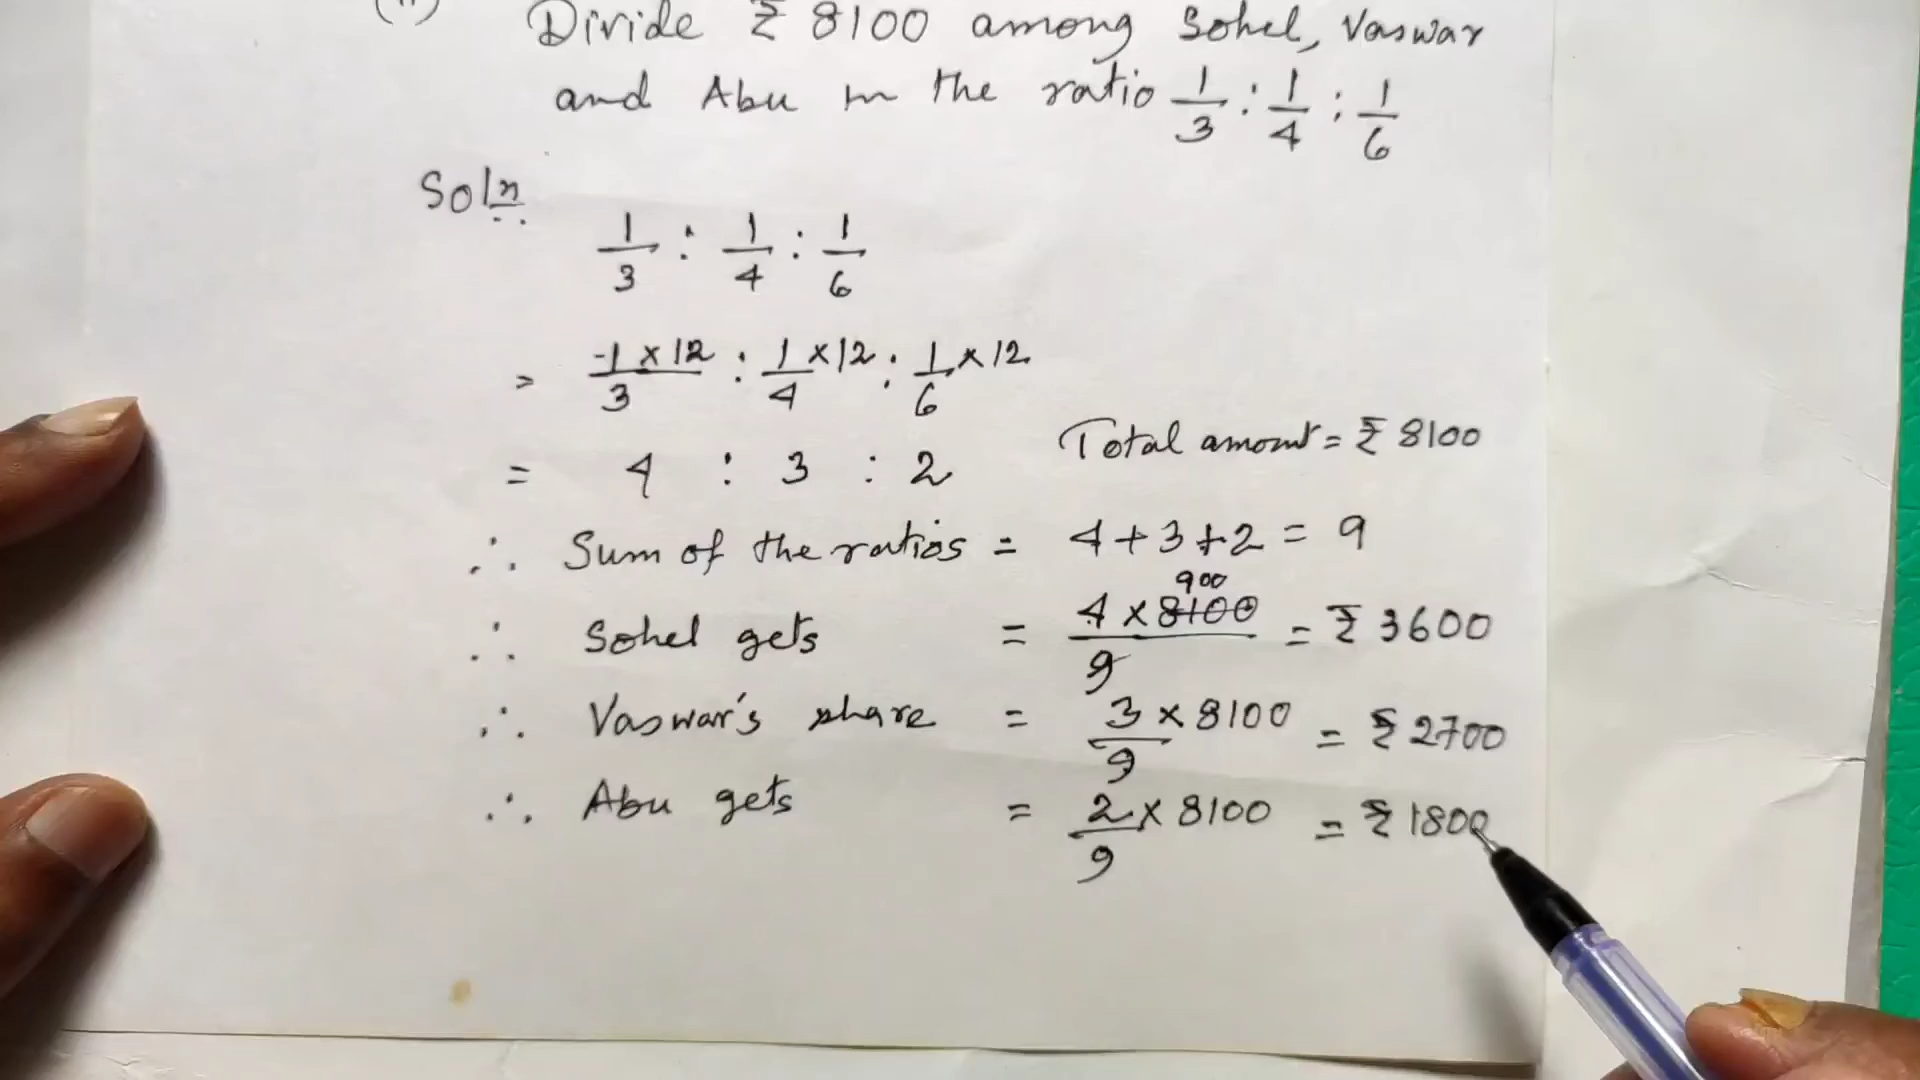 (ii) Divide ₹ 8100 among Sohel, Vaswar
and Abu in the ratio 1/3 : 1/4 : 1/6
Soln
1/3 : 1/4 : 1/6
= 1×12/3 : 1/4 ×12 : 1/6 ×12
= 4 : 3 : 2
Total amount = ₹ 8100
∴ Sum of the ratios = 4+3+2 = 9
900
∴ Sohel gets = 4×8100/9 = ₹ 3600
∴ Vaswar's share = 3/9 × 8100 = ₹ 2700
∴ Abu gets = 2/9 × 8100 = ₹ 1800